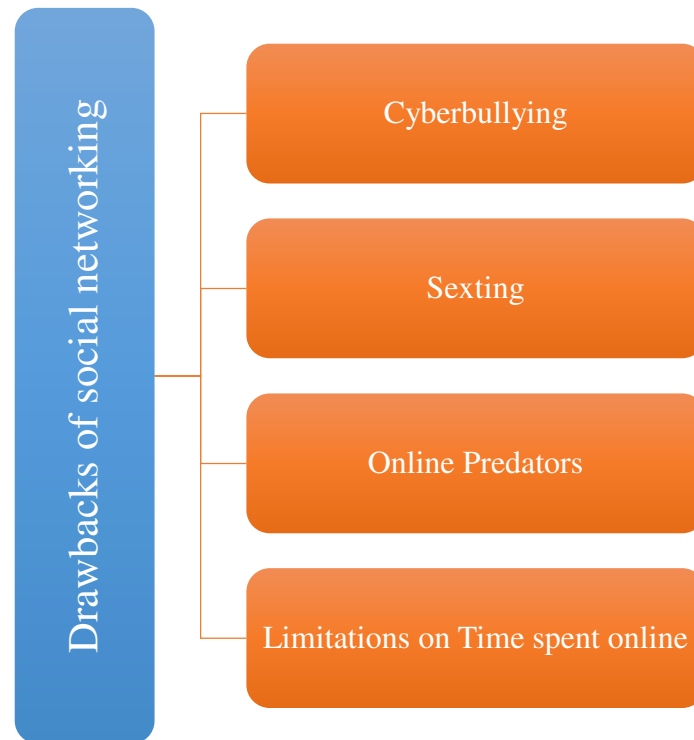 Drawbacks of social networking
Cyberbullying
Sexting
Online Predators
Limitations on Time spent online